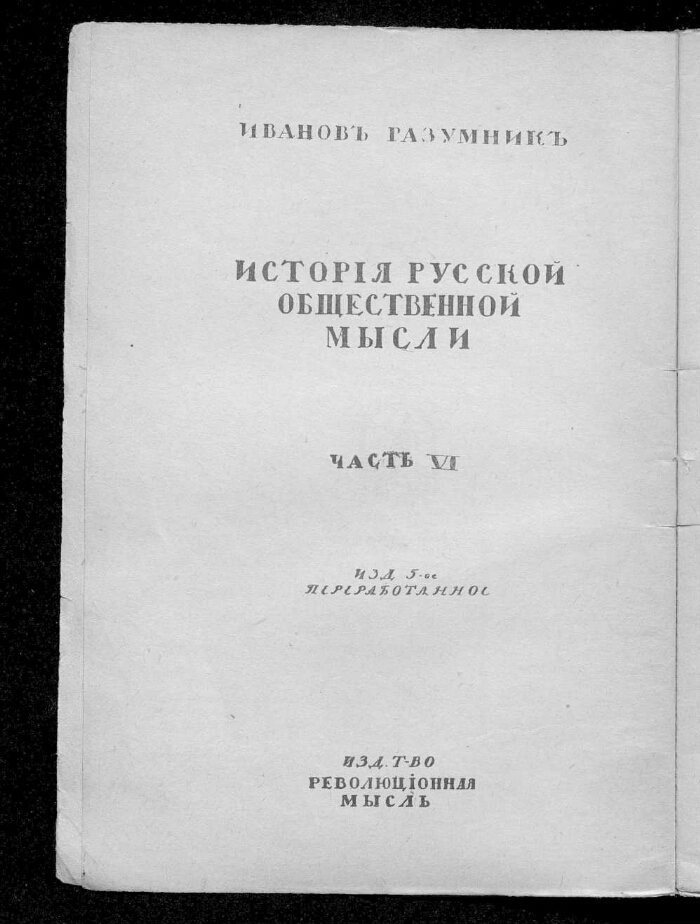 ИВАНОВЪ РАЗУМНИКЪ
ИСТОРІЯ РУССКОЙ
ОБЩЕСТВЕННОЙ
МЫСЛИ
ЧАСТЬ VI
ИЗД. 5-ое
ПЕРЕРАБОТАННОЕ
ИЗД. Т-ВО
РЕВОЛЮЦІОННАЯ
МЫСЛЬ